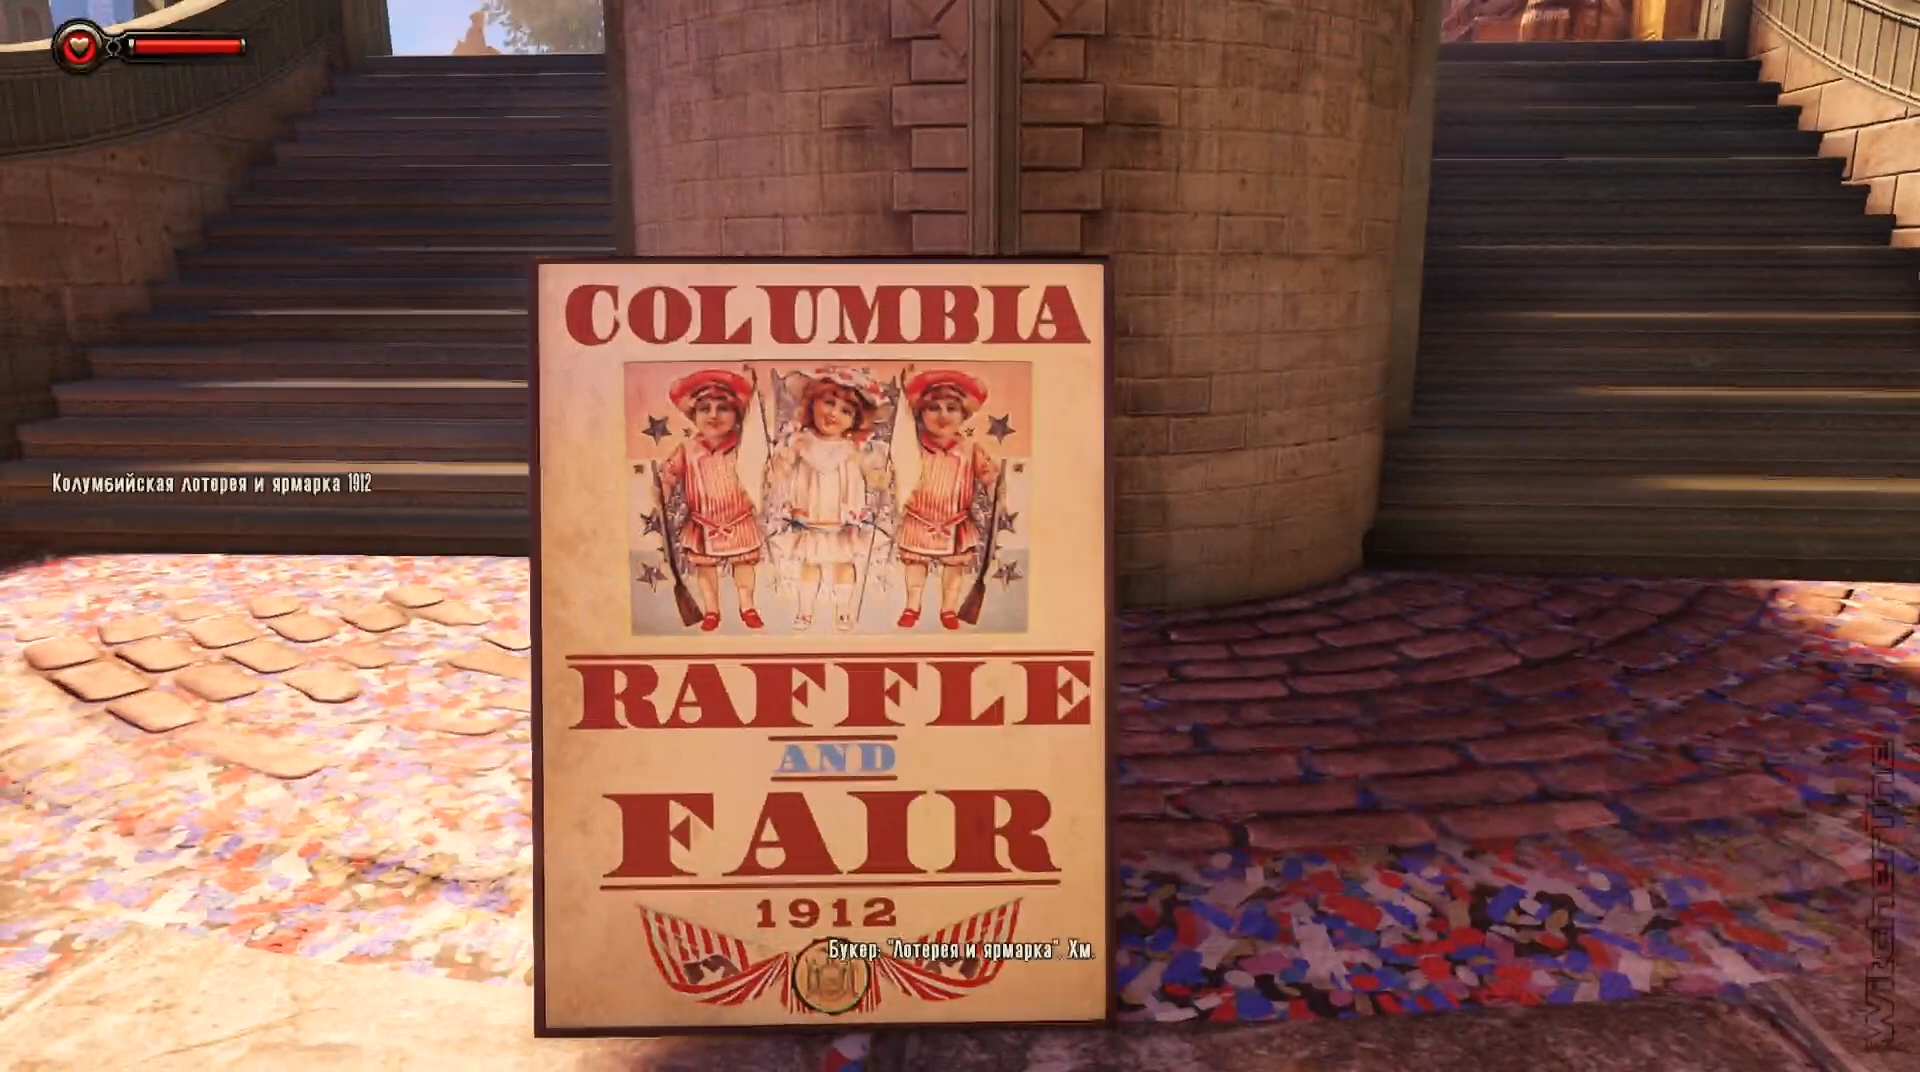 COLUMBIA
Колумбийская лотерея и ярмарка 1912
RAFFLE
AND
FAIR
1912
Букер: "Лотерея и ярмарка". Хм.